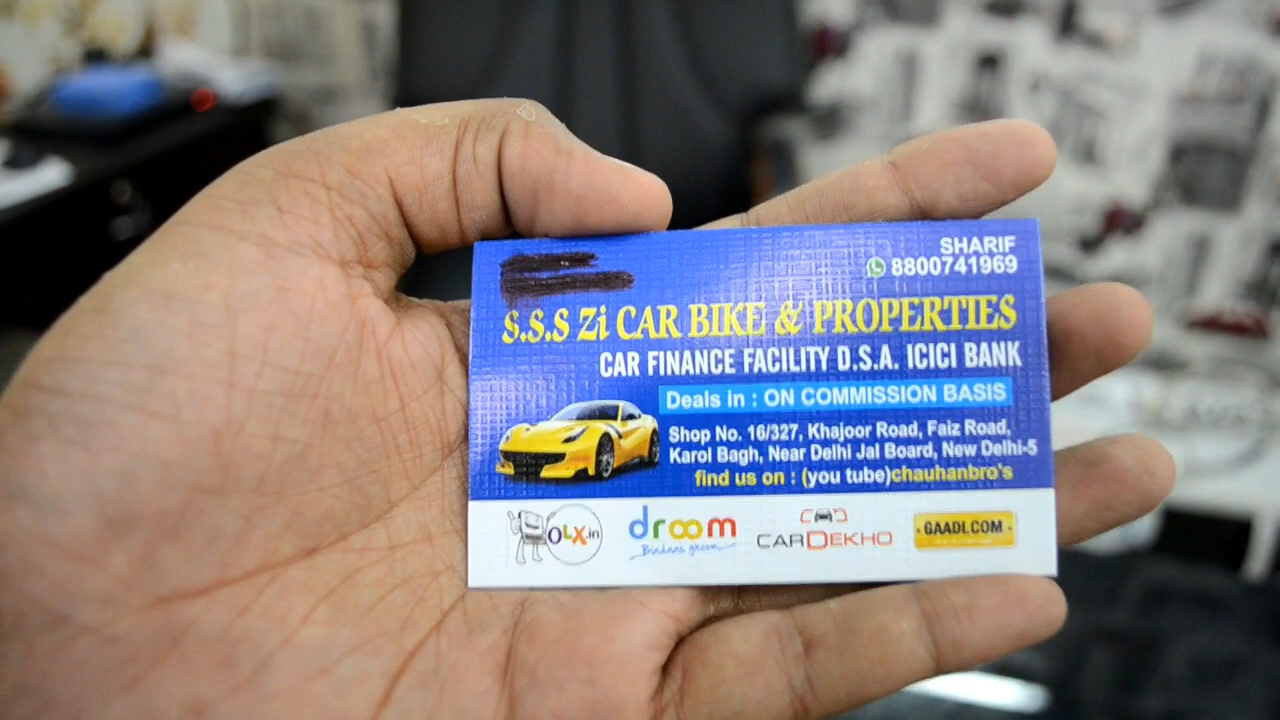 SHARIF
8800741969
S.S.S Zi CAR BIKE & PROPERTIES
CAR FINANCE FACILITY D.S.A. ICICI BANK
Deals in : ON COMMISSION BASIS
Shop No. 16/327, Khajoor Road, Faiz Road,
Karol Bagh, Near Delhi Jal Board, New Delhi-5
find us on : (you tube)chauhanbro's
OLX.in
droom
Bindaas ghoom
CARDEKHO
GAADI.COM